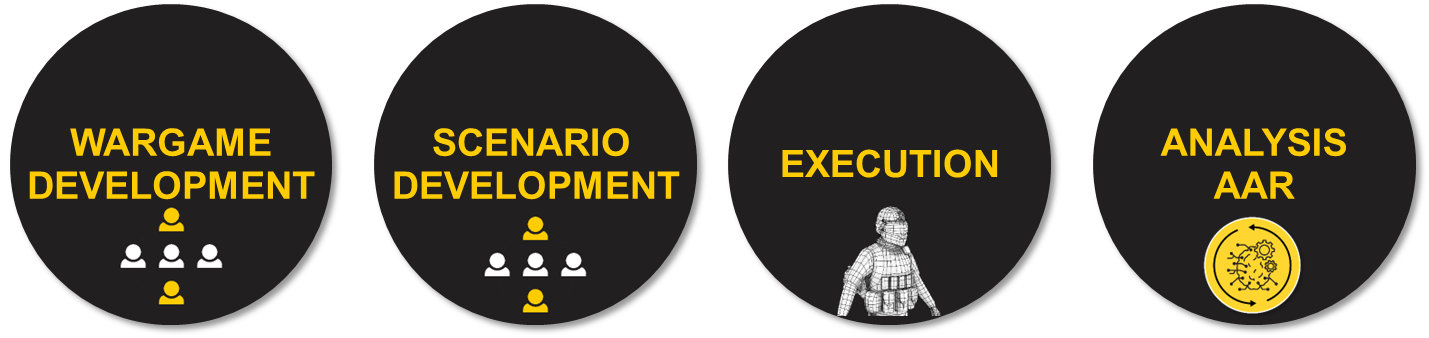 WARGAME
DEVELOPMENT
SCENARIO
DEVELOPMENT
EXECUTION
ANALYSIS
AAR